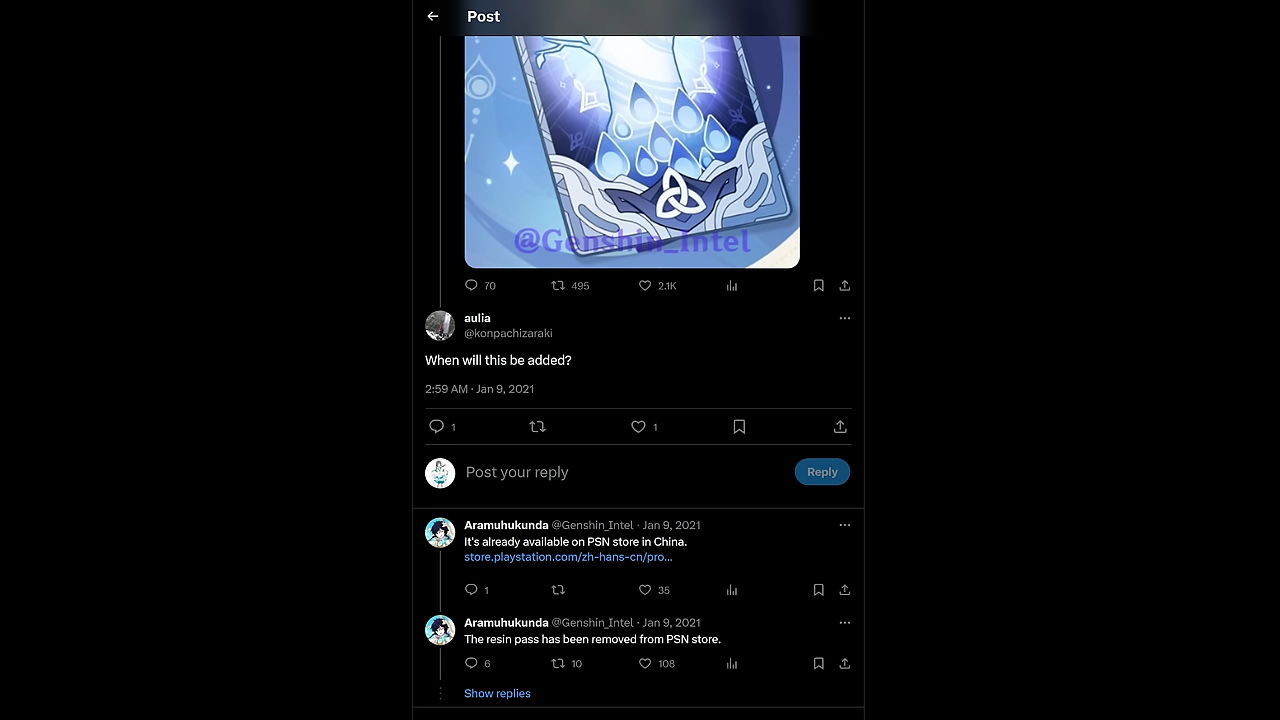 Post
@Genshin_Intel
70 495 2.1K
aulia
@konpachizaraki
When will this be added?
2:59 AM · Jan 9, 2021
1 1
Post your reply
Reply
Aramuhukunda @Genshin_Intel · Jan 9, 2021
It's already available on PSN store in China.
store.playstation.com/zh-hans-cn/pro...
1 35
Aramuhukunda @Genshin_Intel · Jan 9, 2021
The resin pass has been removed from PSN store.
6 10 108
Show replies